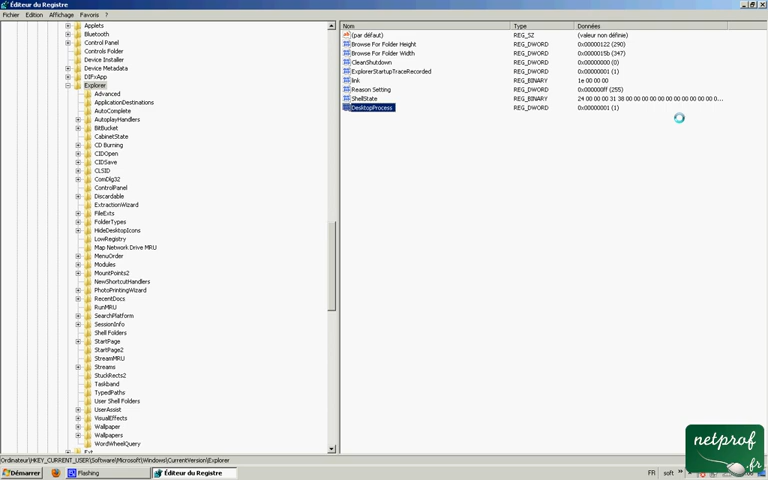 Éditeur du Registre
Fichier Edition Affichage Favoris ?
Applets
Bluetooth
Control Panel
Controls Folder
Device Installer
Device Metadata
DIFxApp
Explorer
Advanced
ApplicationDestinations
AutoComplete
AutoplayHandlers
BitBucket
CabinetState
CD Burning
CIDOpen
CIDSave
CLSID
ComDlg32
ControlPanel
Discardable
ExtractionWizard
FileExts
FolderTypes
HideDesktopIcons
LowRegistry
Map Network Drive MRU
MenuOrder
Modules
MountPoints2
NewShortcutHandlers
PhotoPrintingWizard
RecentDocs
RunMRU
SearchPlatform
SessionInfo
Shell Folders
StartPage
StartPage2
StreamMRU
Streams
StuckRects2
Taskband
TypedPaths
User Shell Folders
UserAssist
VisualEffects
Wallpaper
Wallpapers
WordWheelQuery
Ext
Nom Type Données
(par défaut) REG_SZ (valeur non définie)
Browse For Folder Height REG_DWORD 0x00000122 (290)
Browse For Folder Width REG_DWORD 0x0000015b (347)
CleanShutdown REG_DWORD 0x00000000 (0)
ExplorerStartupTraceRecorded REG_DWORD 0x00000001 (1)
link REG_BINARY 1e 00 00 00
Reason Setting REG_DWORD 0x000000ff (255)
ShellState REG_BINARY 24 00 00 00 31 38 00 00 00 00 00 00 00 00 00 00 0...
DesktopProcess REG_DWORD 0x00000001 (1)
Ordinateur\HKEY_CURRENT_USER\Software\Microsoft\Windows\CurrentVersion\Explorer
Démarrer Flashing Éditeur du Registre FR soft »
netprof
.fr